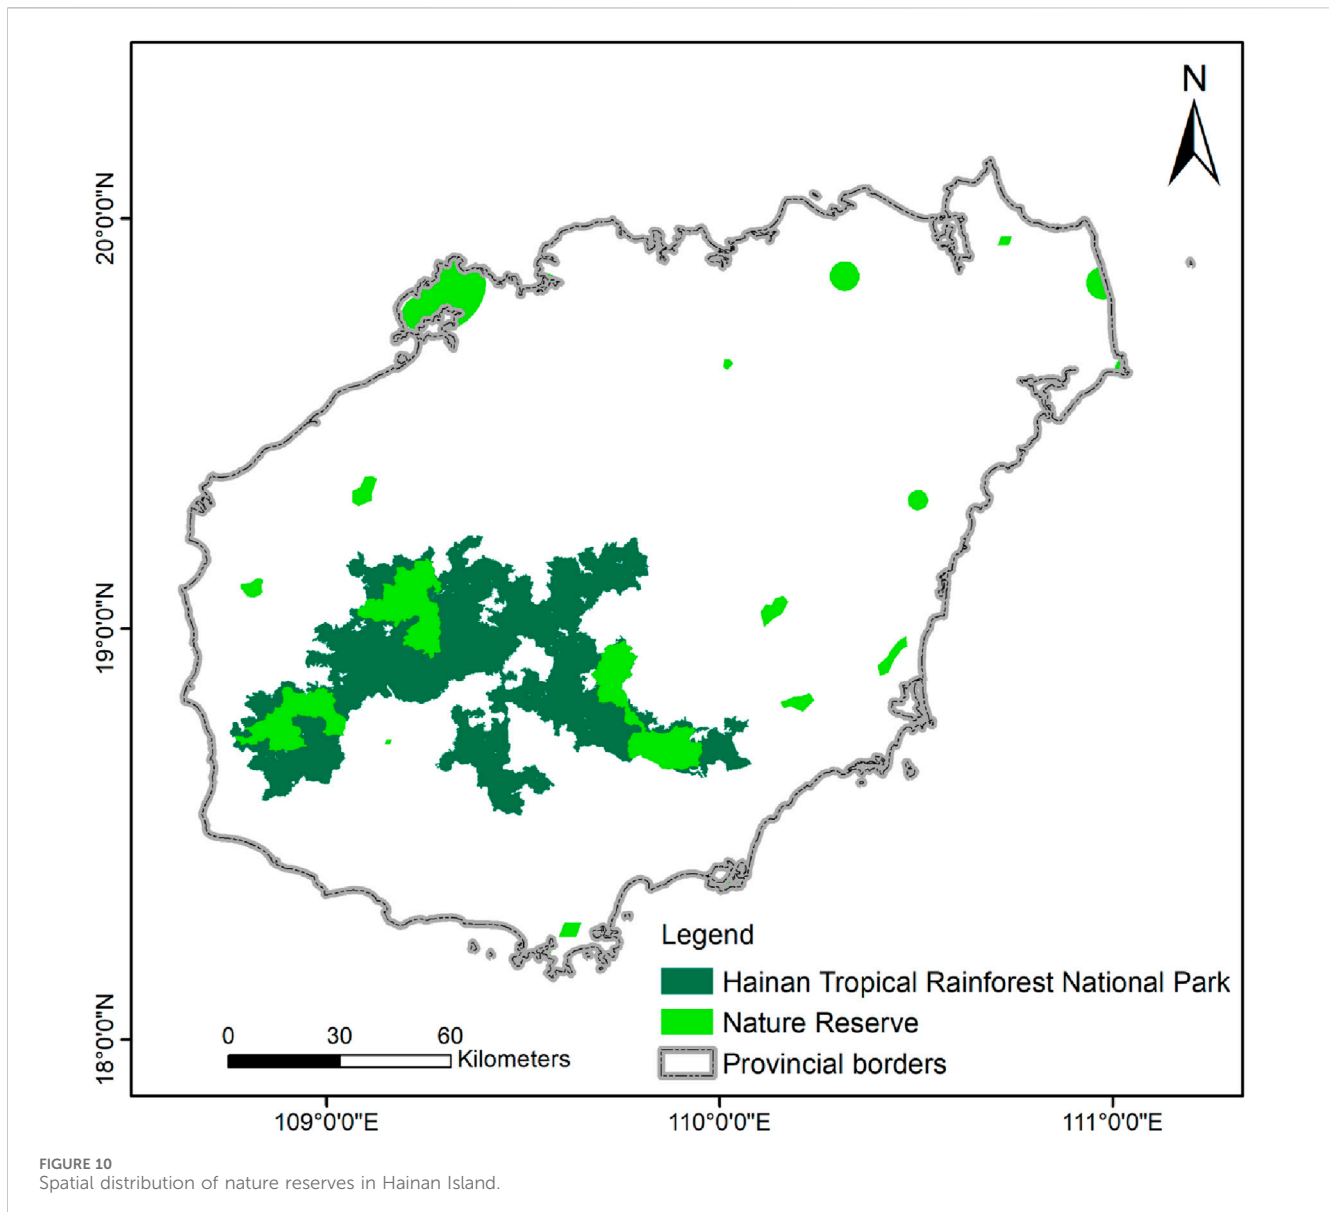 N
20°0'0"N
19°0'0"N
18°0'0"N
Legend
Hainan Tropical Rainforest National Park
Nature Reserve
Provincial borders
0 30 60
Kilometers
109°0'0"E 110°0'0"E 111°0'0"E
FIGURE 10
Spatial distribution of nature reserves in Hainan Island.